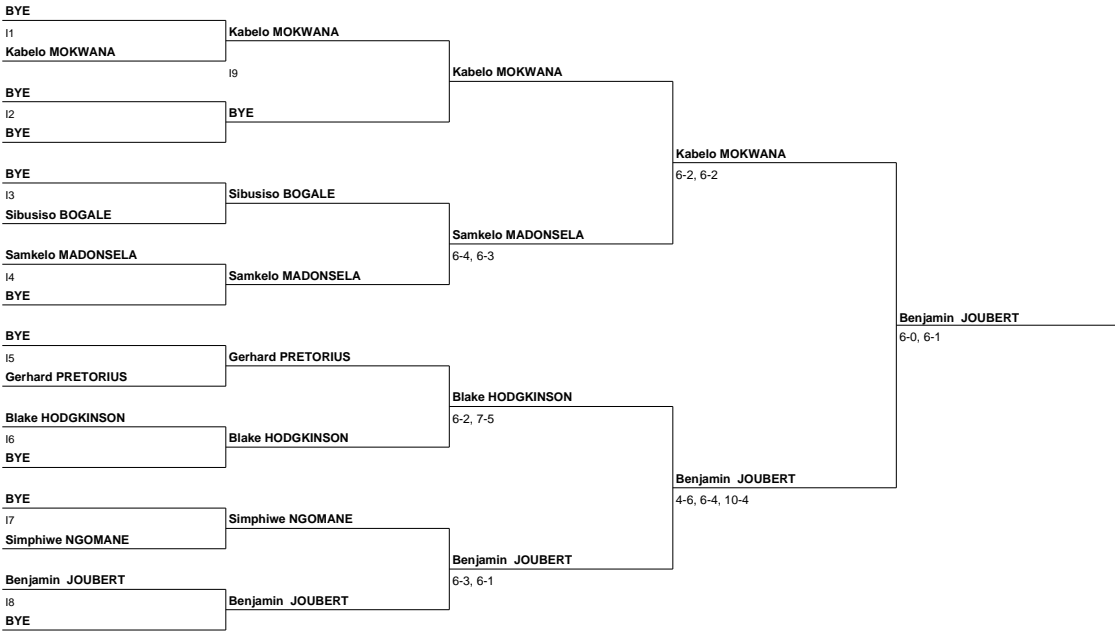 BYE
I1
Kabelo MOKWANA
BYE
I2
BYE
BYE
I3
Sibusiso BOGALE
Samkelo MADONSELA
I4
BYE
BYE
I5
Gerhard PRETORIUS
Blake HODGKINSON
I6
BYE
BYE
I7
Simphiwe NGOMANE
Benjamin JOUBERT
I8
BYE
Kabelo MOKWANA
I9
BYE
Sibusiso BOGALE
Samkelo MADONSELA
Gerhard PRETORIUS
Blake HODGKINSON
Simphiwe NGOMANE
Benjamin JOUBERT
Kabelo MOKWANA
Samkelo MADONSELA
6-4, 6-3
Blake HODGKINSON
6-2, 7-5
Benjamin JOUBERT
6-3, 6-1
Kabelo MOKWANA
6-2, 6-2
Benjamin JOUBERT
4-6, 6-4, 10-4
Benjamin JOUBERT
6-0, 6-1